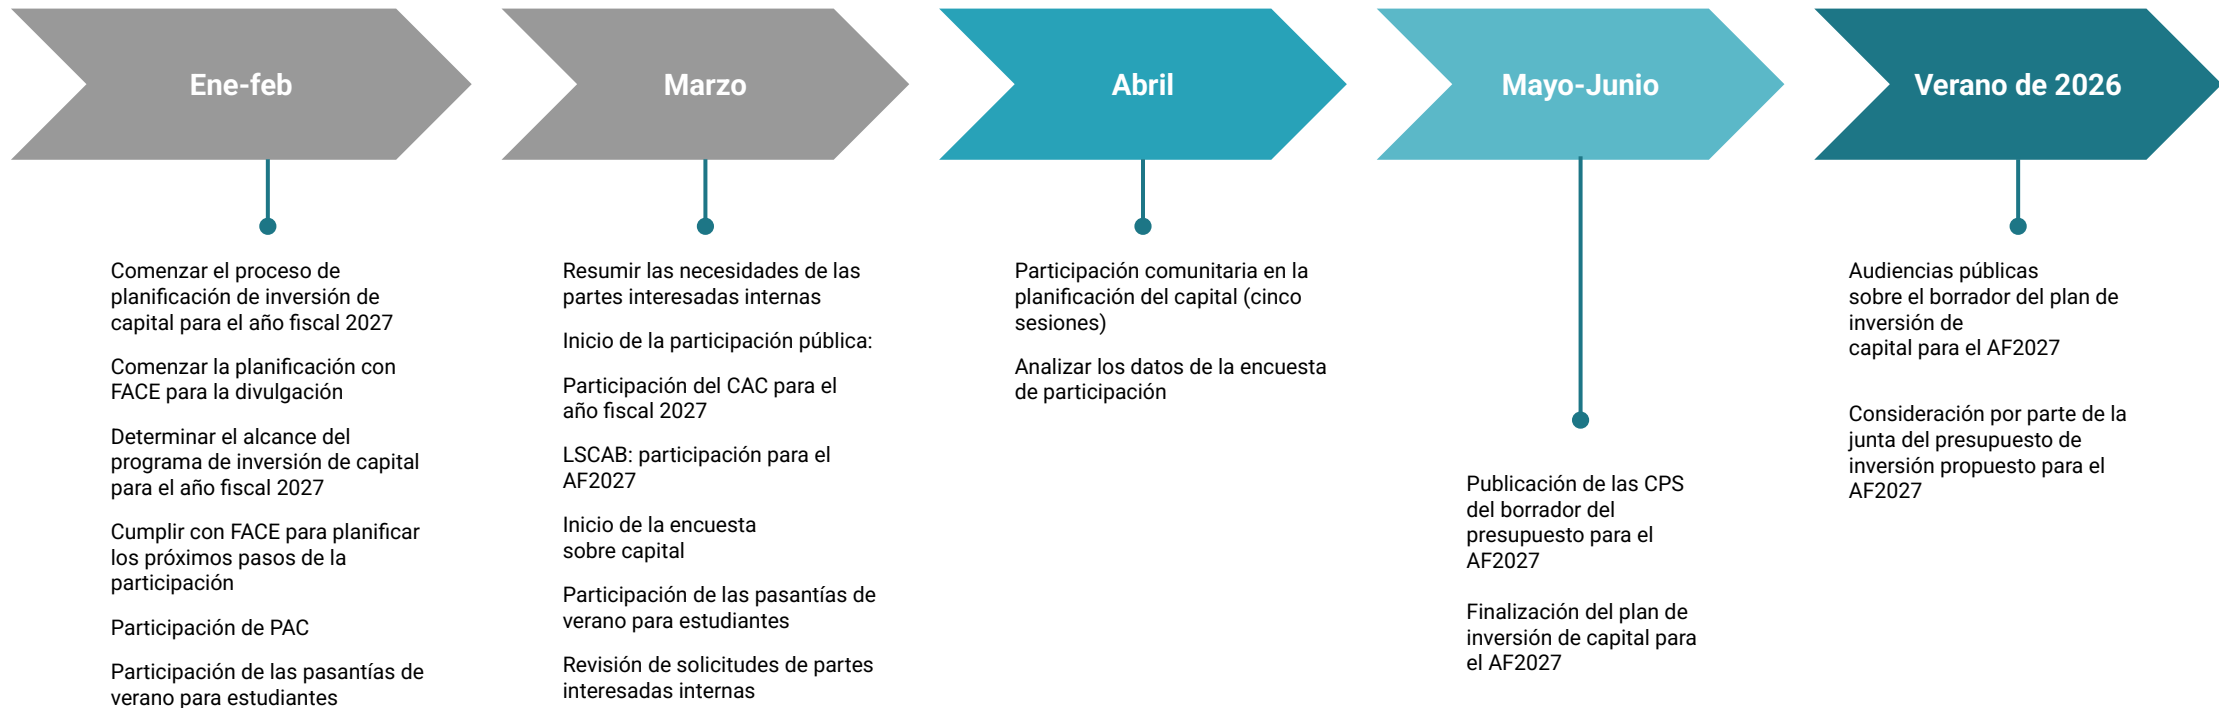 Ene-feb
Marzo
Abril
Mayo-Junio
Verano de 2026
Comenzar el proceso de
planificación de inversión de
capital para el año fiscal 2027
Comenzar la planificación con
FACE para la divulgación
Determinar el alcance del
programa de inversión de capital
para el año fiscal 2027
Cumplir con FACE para planificar
los próximos pasos de la
participación
Participación de PAC
Participación de las pasantías de
verano para estudiantes
Resumir las necesidades de las
partes interesadas internas
Inicio de la participación pública:
Participación del CAC para el
año fiscal 2027
LSCAB: participación para el
AF2027
Inicio de la encuesta
sobre capital
Participación de las pasantías de
verano para estudiantes
Revisión de solicitudes de partes
interesadas internas
Participación comunitaria en la
planificación del capital (cinco
sesiones)
Analizar los datos de la encuesta
de participación
Publicación de las CPS
del borrador del
presupuesto para el
AF2027
Finalización del plan de
inversión de capital para
el AF2027
Audiencias públicas
sobre el borrador del plan de
inversión de
capital para el AF2027
Consideración por parte de la
junta del presupuesto de
inversión propuesto para el
AF2027